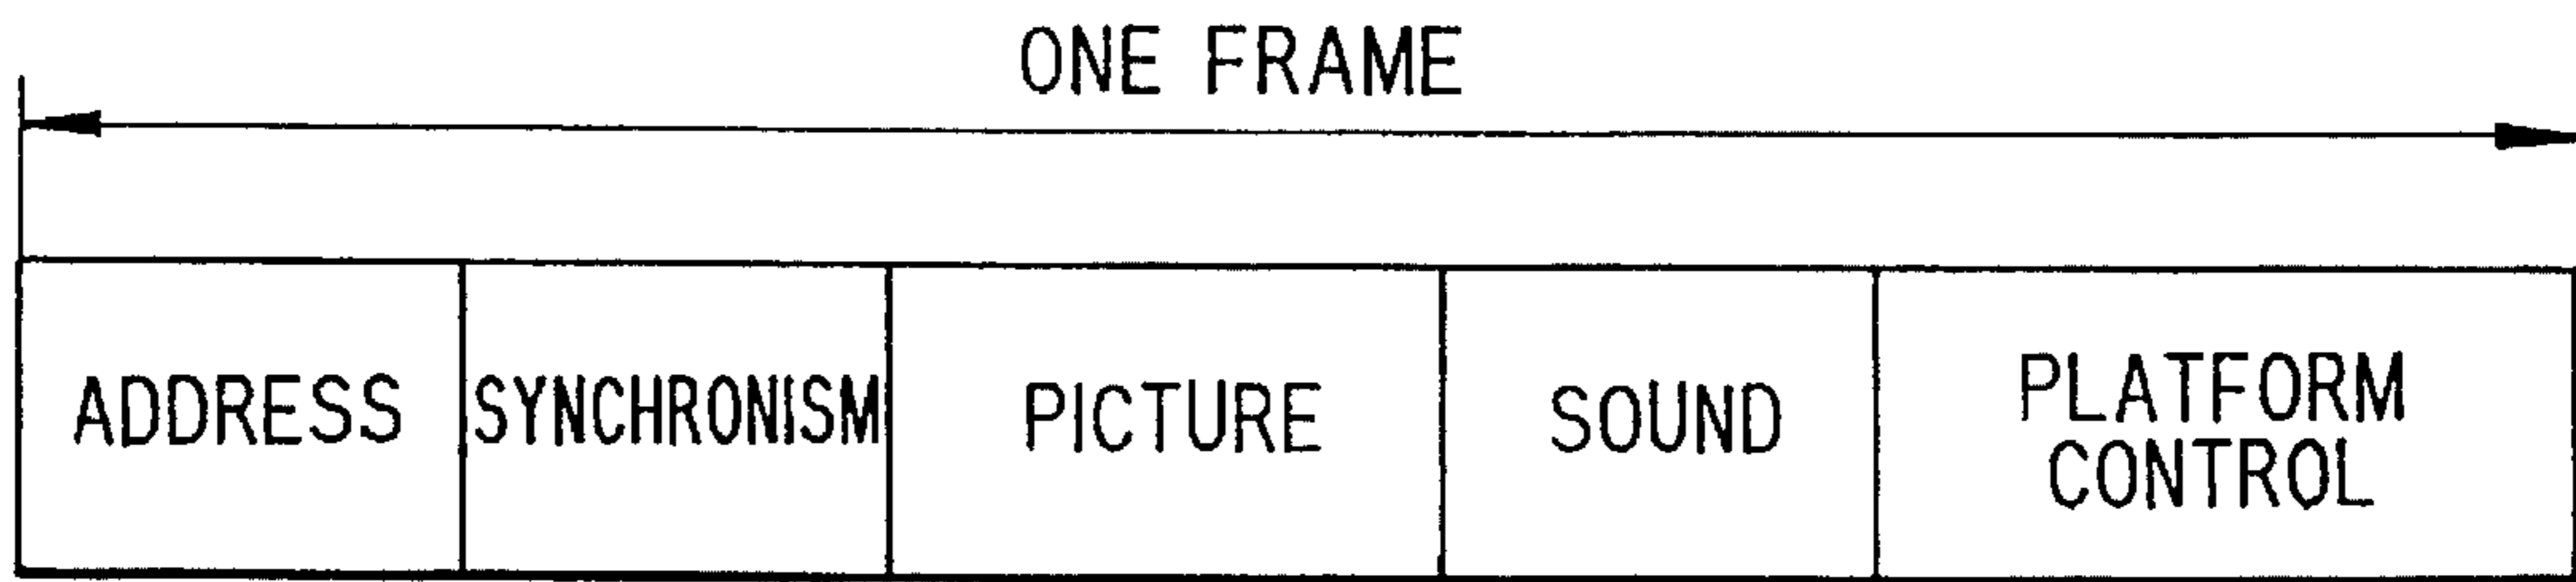 ONE FRAME
ADDRESS
SYNCHRONISM
PICTURE
SOUND
PLATFORM
CONTROL